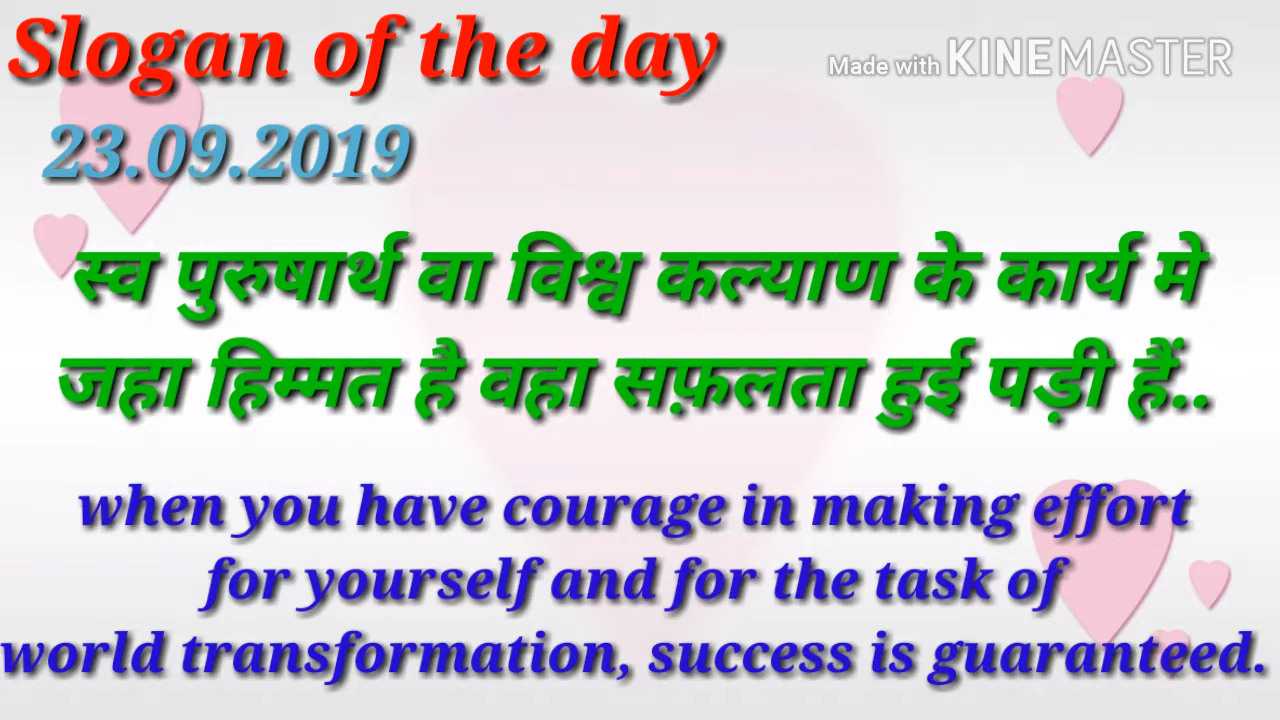 Slogan of the day
Made with KINEMASTER
23.09.2019
स्व पुरुषार्थ वा विश्व कल्याण के कार्य मे
जहा हिम्मत है वहा सफ़लता हुई पड़ी हैं..
when you have courage in making effort
for yourself and for the task of
world transformation, success is guaranteed.